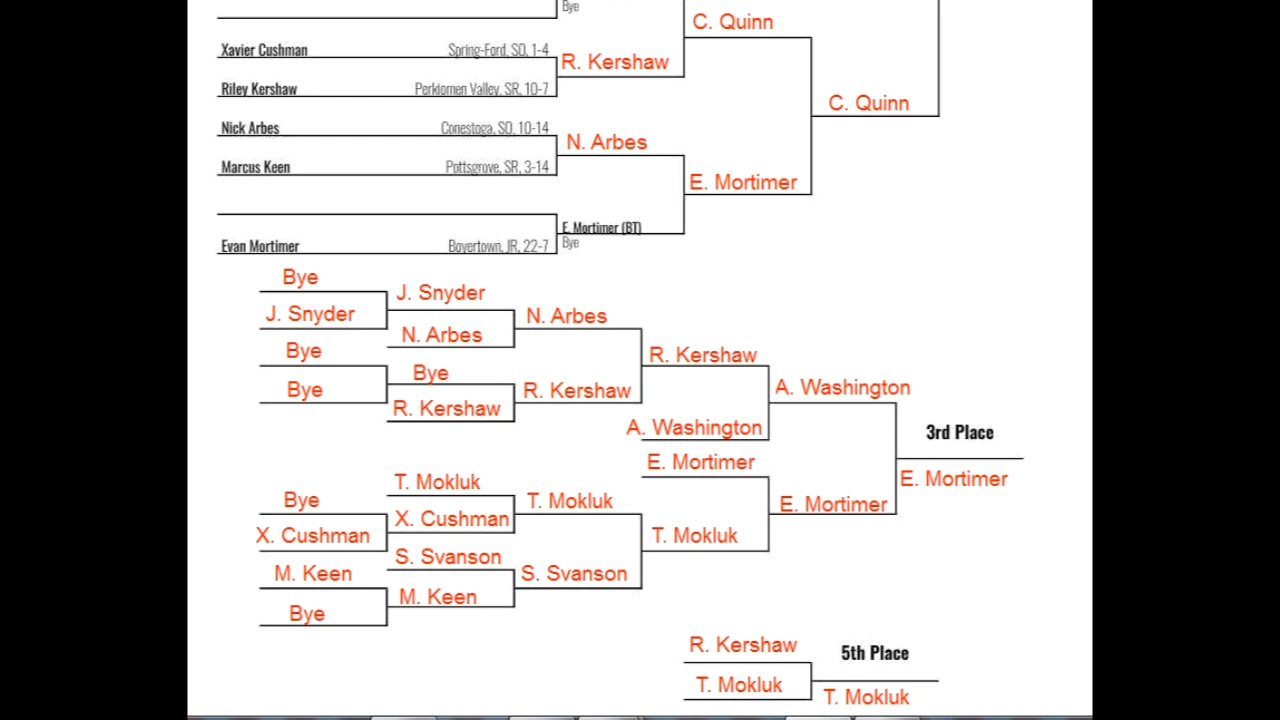 Bye
C. Quinn
Xavier Cushman Spring-Ford, SO, 1-4
R. Kershaw
Riley Kershaw Perkiomen Valley, SR, 10-7
C. Quinn
Nick Arbes Conestoga, SO, 10-14
N. Arbes
Marcus Keen Pottsgrove, SR, 3-14
E. Mortimer
E. Mortimer (BT)
Evan Mortimer Boyertown, JR, 22-7 Bye
Bye
J. Snyder
J. Snyder
N. Arbes
N. Arbes
Bye
R. Kershaw
Bye
Bye
R. Kershaw
A. Washington
R. Kershaw
A. Washington
3rd Place
E. Mortimer
E. Mortimer
T. Mokluk
Bye
T. Mokluk
E. Mortimer
X. Cushman
X. Cushman
T. Mokluk
S. Svanson
M. Keen
S. Svanson
M. Keen
Bye
R. Kershaw
5th Place
T. Mokluk
T. Mokluk